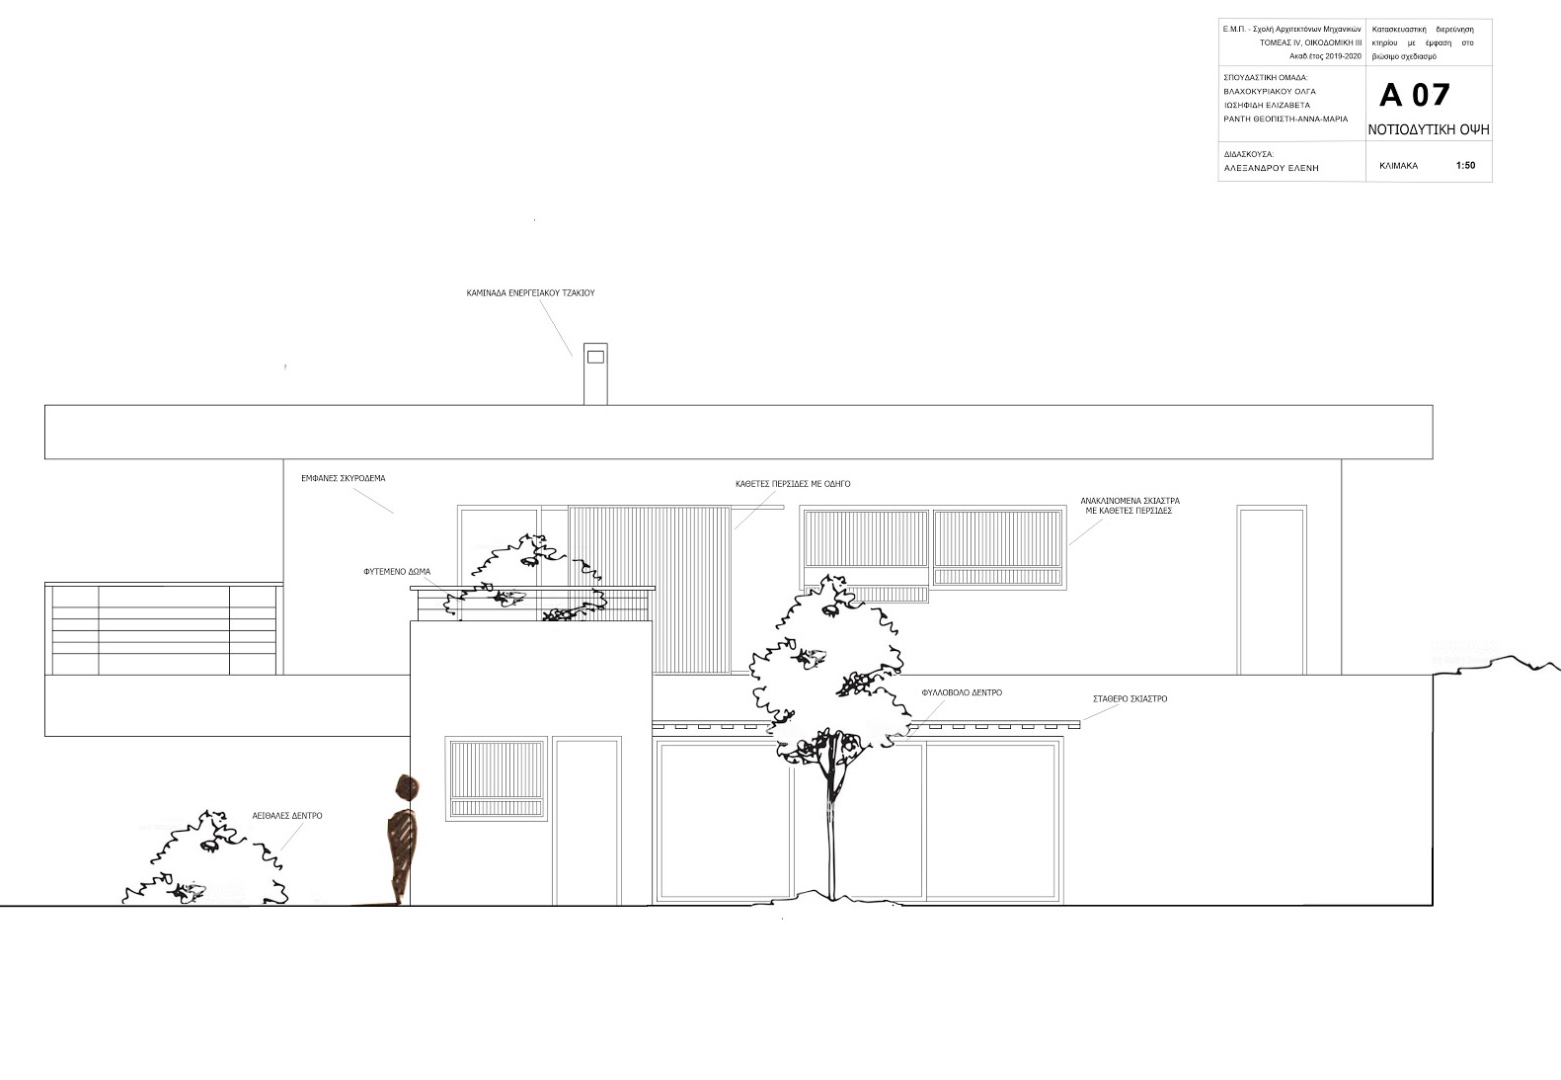 Ε.Μ.Π. - Σχολή Αρχιτεκτόνων Μηχανικών
ΤΟΜΕΑΣ IV, ΟΙΚΟΔΟΜΙΚΗ III
Ακαδ.έτος 2019-2020
Κατασκευαστική διερεύνηση
κτηρίου με έμφαση στο
βιώσιμο σχεδιασμό
ΣΠΟΥΔΑΣΤΙΚΗ ΟΜΑΔΑ:
ΒΛΑΧΟΚΥΡΙΑΚΟΥ ΟΛΓΑ
ΙΩΣΗΦΙΔΗ ΕΛΙΖΑΒΕΤΑ
ΡΑΝΤΗ ΘΕΟΠΙΣΤΗ-ΑΝΝΑ-ΜΑΡΙΑ
Α 07
ΝΟΤΙΟΔΥΤΙΚΗ ΟΨΗ
ΔΙΔΑΣΚΟΥΣΑ:
ΑΛΕΞΑΝΔΡΟΥ ΕΛΕΝΗ
ΚΛΙΜΑΚΑ 1:50
ΚΑΜΙΝΑΔΑ ΕΝΕΡΓΕΙΑΚΟΥ ΤΖΑΚΙΟΥ
ΕΜΦΑΝΕΣ ΣΚΥΡΟΔΕΜΑ
ΚΑΘΕΤΕΣ ΠΕΡΣΙΔΕΣ ΜΕ ΟΔΗΓΟ
ΑΝΑΚΛΙΝΟΜΕΝΑ ΣΚΙΑΣΤΡΑ
ΜΕ ΚΑΘΕΤΕΣ ΠΕΡΣΙΔΕΣ
ΦΥΤΕΜΕΝΟ ΔΩΜΑ
ΦΥΛΛΟΒΟΛΟ ΔΕΝΤΡΟ
ΣΤΑΘΕΡΟ ΣΚΙΑΣΤΡΟ
ΑΕΙΘΑΛΕΣ ΔΕΝΤΡΟ